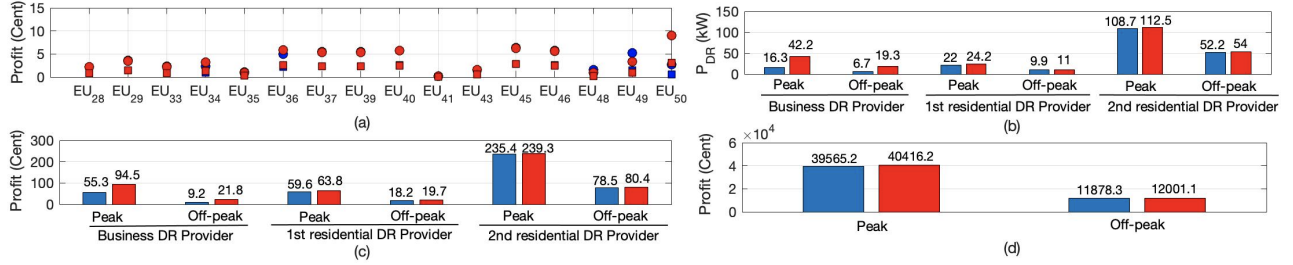 Profit (Cent)
15
10
5
0
EU28 EU29 EU33 EU34 EU35 EU36 EU37 EU39 EU40 EU41 EU43 EU45 EU46 EU48 EU49 EU50
(a)
P_DR (kW)
150
100
50
0
16.3 42.2 6.7 19.3 22 24.2 9.9 11 108.7 112.5 52.2 54
Peak Off-peak Peak Off-peak Peak Off-peak
Business DR Provider 1st residential DR Provider 2nd residential DR Provider
(b)
Profit (Cent)
300
200
100
0
55.3 94.5 9.2 21.8 59.6 63.8 18.2 19.7 235.4 239.3 78.5 80.4
Peak Off-peak Peak Off-peak Peak Off-peak
Business DR Provider 1st residential DR Provider 2nd residential DR Provider
(c)
Profit (Cent)
×10^4
6
4
2
0
39565.2 40416.2 11878.3 12001.1
Peak Off-peak
(d)